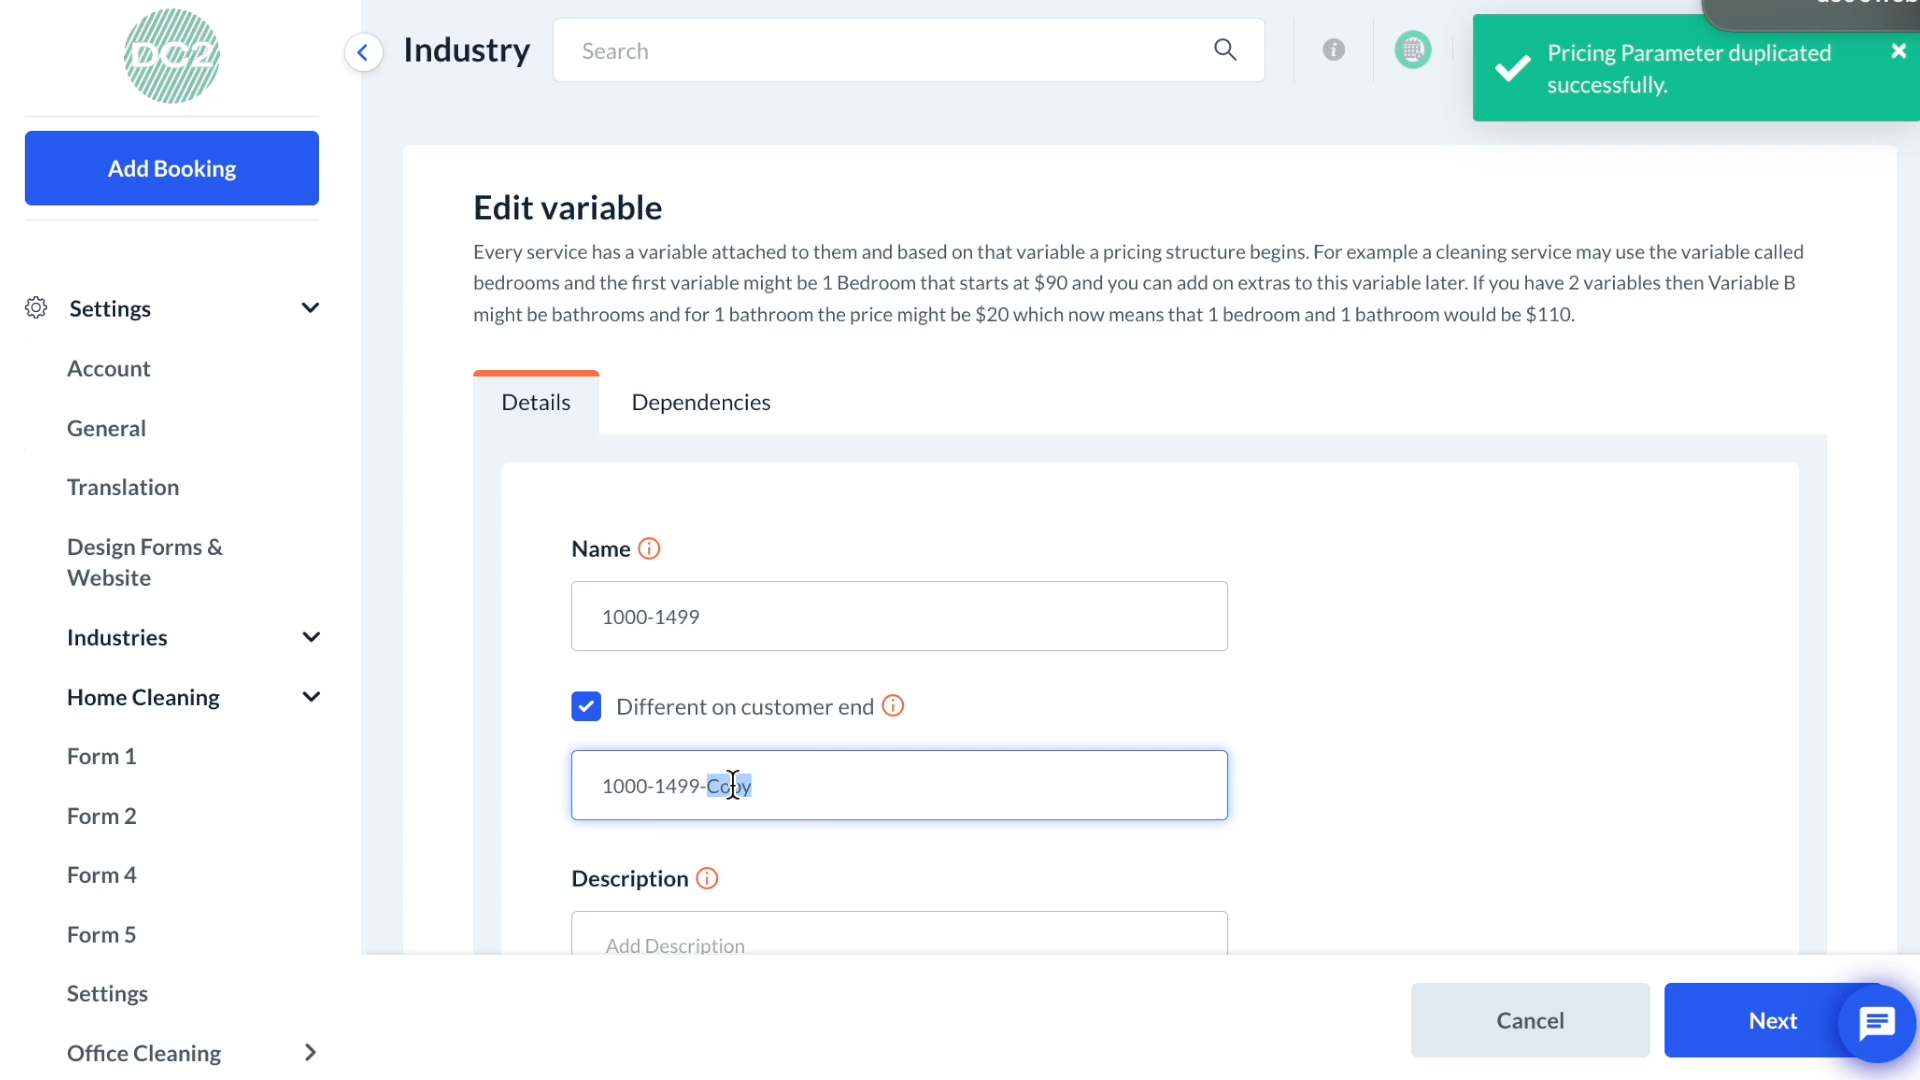 DC2
Industry
Search
Pricing Parameter duplicated
successfully.
Add Booking
Settings
Account
General
Translation
Design Forms &
Website
Industries
Home Cleaning
Form 1
Form 2
Form 4
Form 5
Settings
Office Cleaning
Edit variable
Every service has a variable attached to them and based on that variable a pricing structure begins. For example a cleaning service may use the variable called
bedrooms and the first variable might be 1 Bedroom that starts at $90 and you can add on extras to this variable later. If you have 2 variables then Variable B
might be bathrooms and for 1 bathroom the price might be $20 which now means that 1 bedroom and 1 bathroom would be $110.
Details
Dependencies
Name
1000-1499
Different on customer end
1000-1499-Copy
Description
Add Description
Cancel
Next